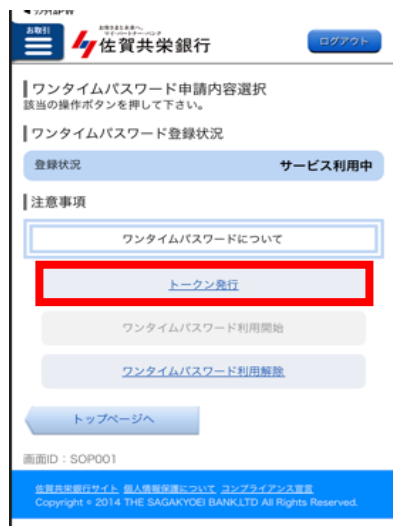 お取引
佐賀共栄銀行
ログアウト
ワンタイムパスワード申請内容選択
該当の操作ボタンを押して下さい。
ワンタイムパスワード登録状況
登録状況 サービス利用中
注意事項
ワンタイムパスワードについて
トークン発行
ワンタイムパスワード利用開始
ワンタイムパスワード利用解除
トップページへ
画面ID：SOP001
佐賀共栄銀行サイト 個人情報保護について コンプライアンス宣言
Copyright © 2014 THE SAGAKYOEI BANK,LTD All Rights Reserved.